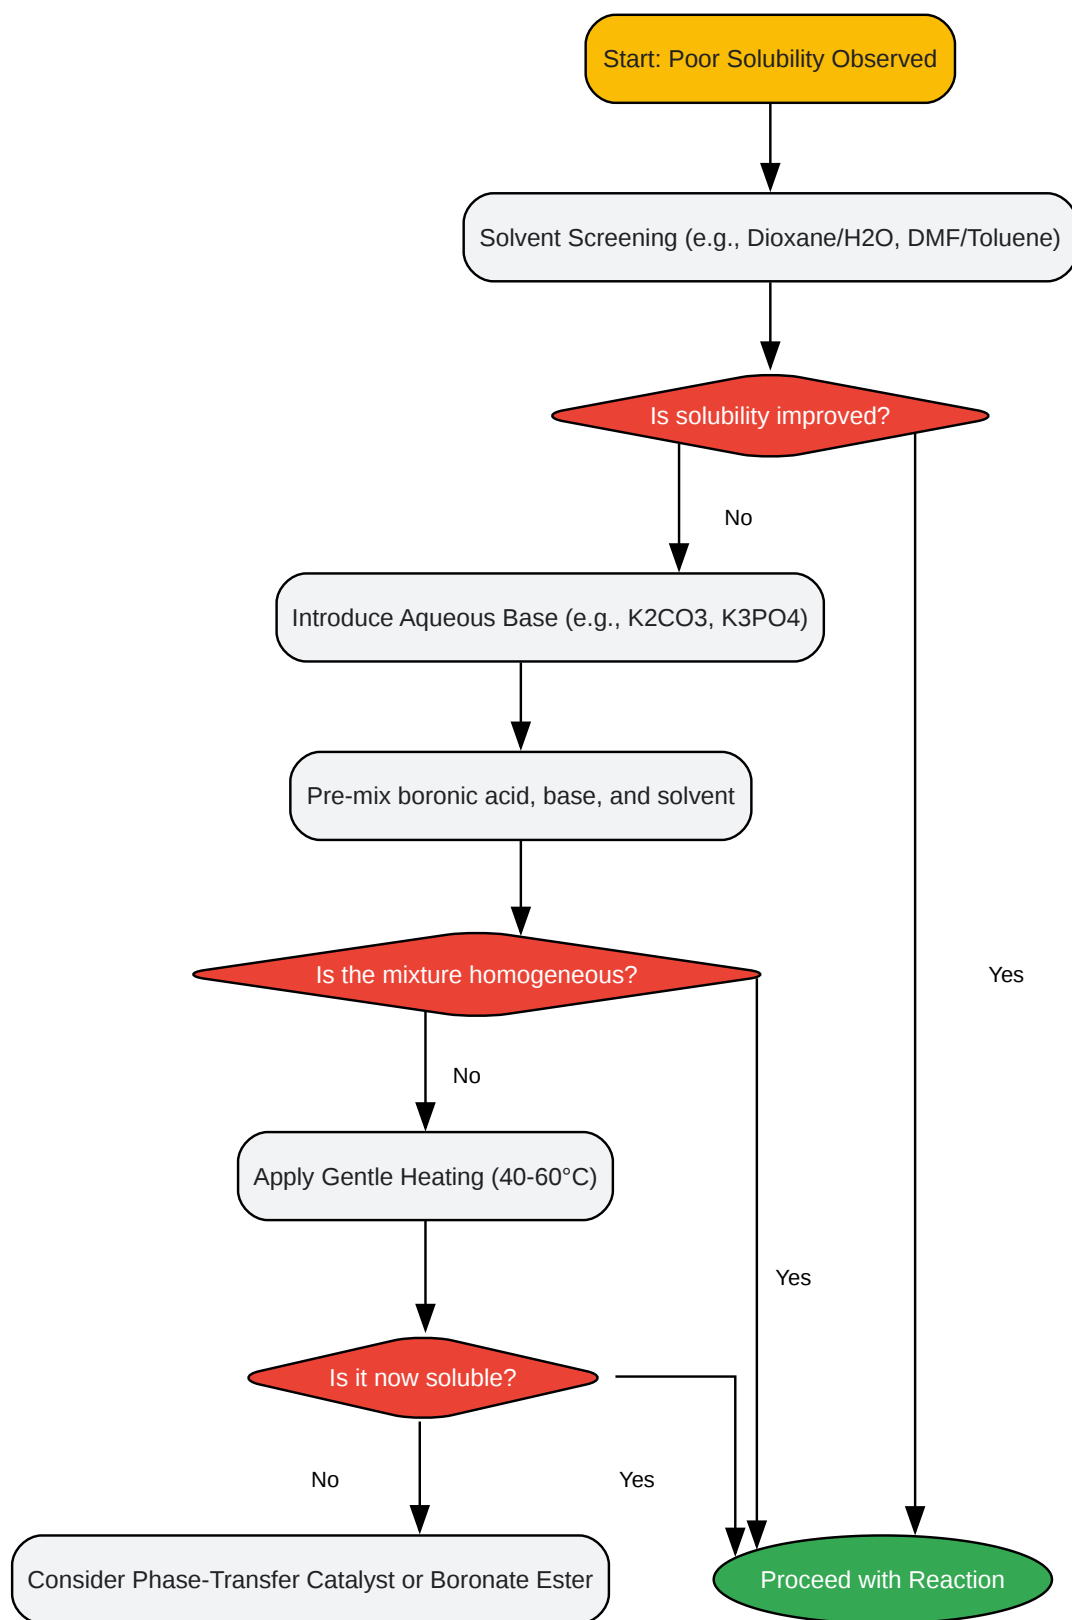 Start: Poor Solubility Observed
Solvent Screening (e.g., Dioxane/H2O, DMF/Toluene)
Is solubility improved?
No
Introduce Aqueous Base (e.g., K2CO3, K3PO4)
Pre-mix boronic acid, base, and solvent
Is the mixture homogeneous?
Yes
No
Apply Gentle Heating (40-60°C)
Yes
Is it now soluble?
No
Yes
Consider Phase-Transfer Catalyst or Boronate Ester
Proceed with Reaction